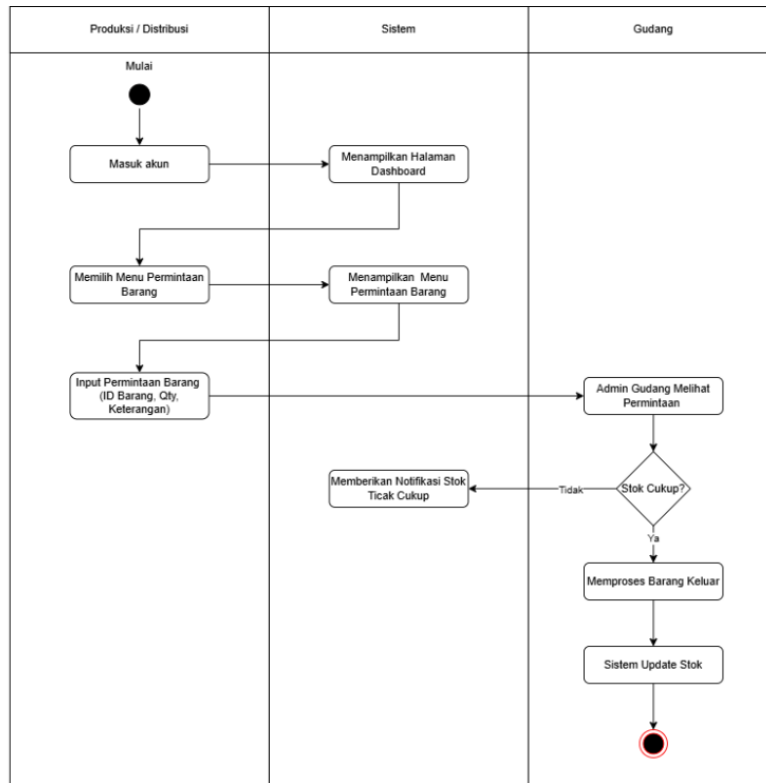 Produksi / Distribusi
Sistem
Gudang
Mulai
Masuk akun
Menampilkan Halaman
Dashboard
Memilih Menu Permintaan
Barang
Menampilkan Menu
Permintaan Barang
Input Permintaan Barang
(ID Barang, Qty,
Keterangan)
Admin Gudang Melihat
Permintaan
Memberikan Notifikasi Stok
Ticak Cukup
Tidak
Stok Cukup?
Ya
Memproses Barang Keluar
Sistem Update Stok